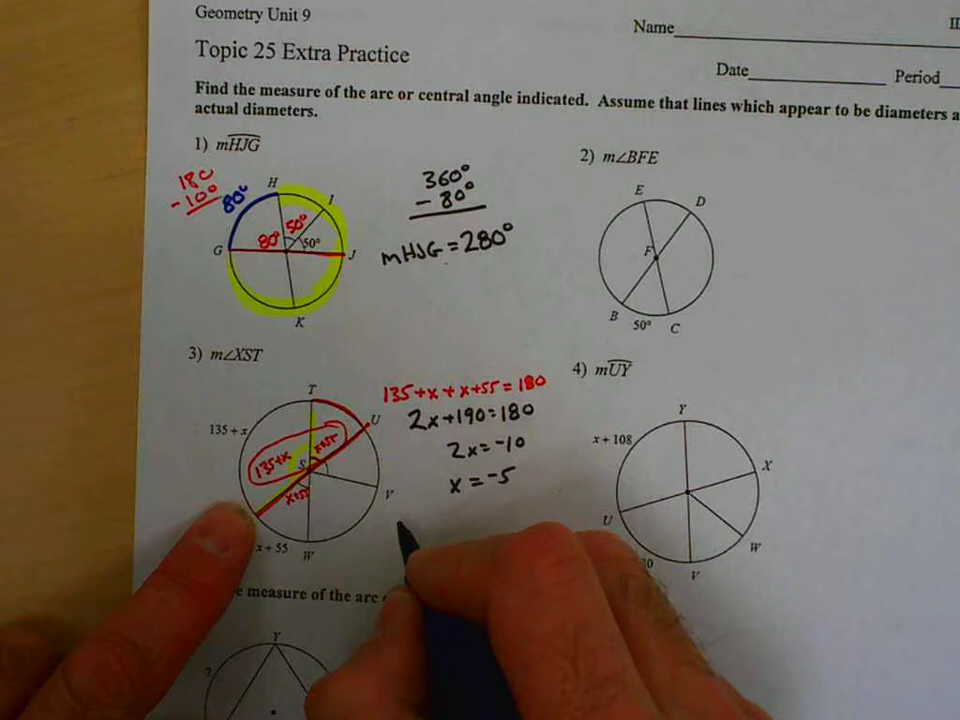 Geometry Unit 9
Name
Topic 25 Extra Practice
Date Period
Find the measure of the arc or central angle indicated. Assume that lines which appear to be diameters a
actual diameters.
1) mHJG
180
-100
80°
H
I
G
J
K
80°
50°
50°
360°
- 80°
mHJG = 280°
2) m∠BFE
E
D
F
B
C
50°
3) m∠XST
T
U
135 + x
135+x
x+55
S
x+55
V
x + 55
W
135+x + x+55 = 180
2x+190=180
2x=-10
x = -5
4) mUY
Y
x + 108
X
U
W
V
e measure of the arc
Y
?